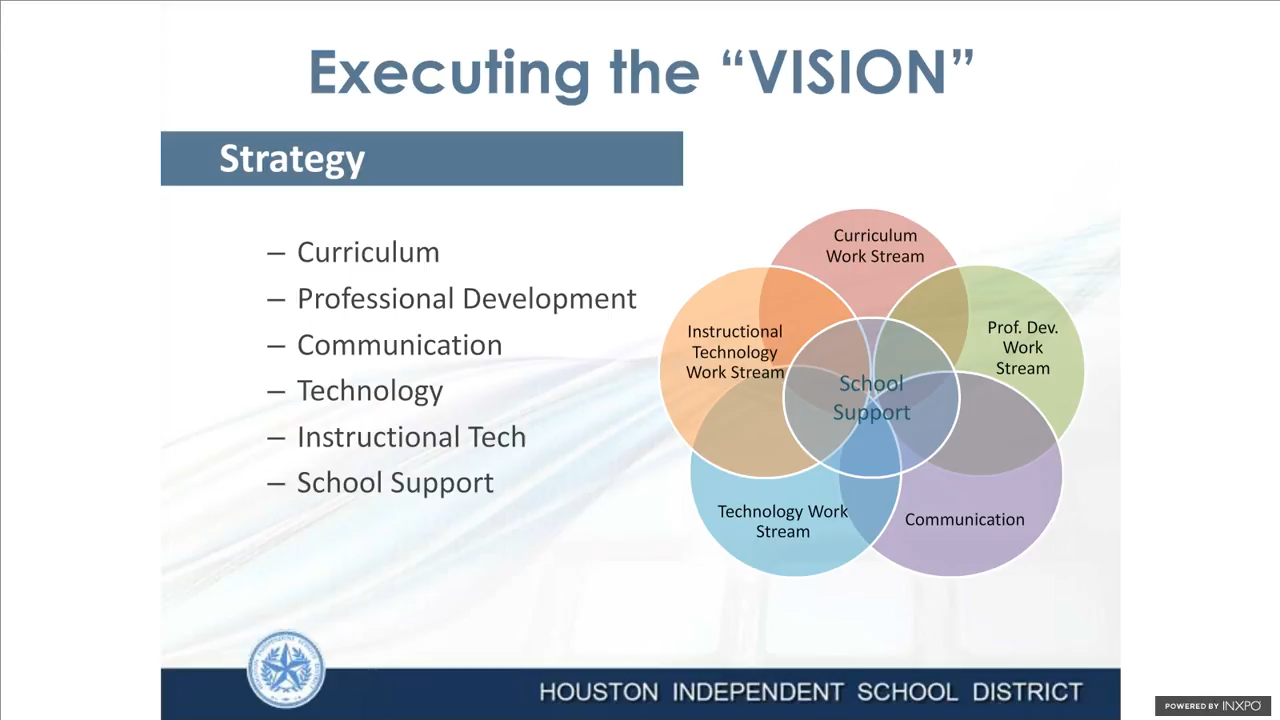 Executing the “VISION”
Strategy
– Curriculum
– Professional Development
– Communication
– Technology
– Instructional Tech
– School Support
Curriculum
Work Stream
Instructional
Technology
Work Stream
Prof. Dev.
Work
Stream
School
Support
Technology Work
Stream
Communication
HOUSTON INDEPENDENT SCHOOL DISTRICT
POWERED BY INXPO